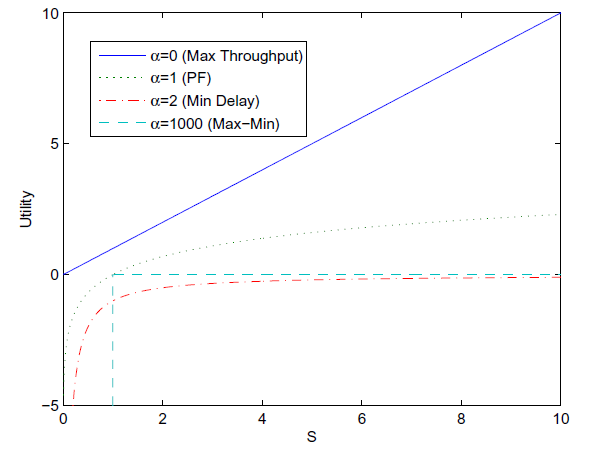 10
α=0 (Max Throughput)
α=1 (PF)
α=2 (Min Delay)
α=1000 (Max−Min)
5
Utility
0
−5
0 2 4 6 8 10
S